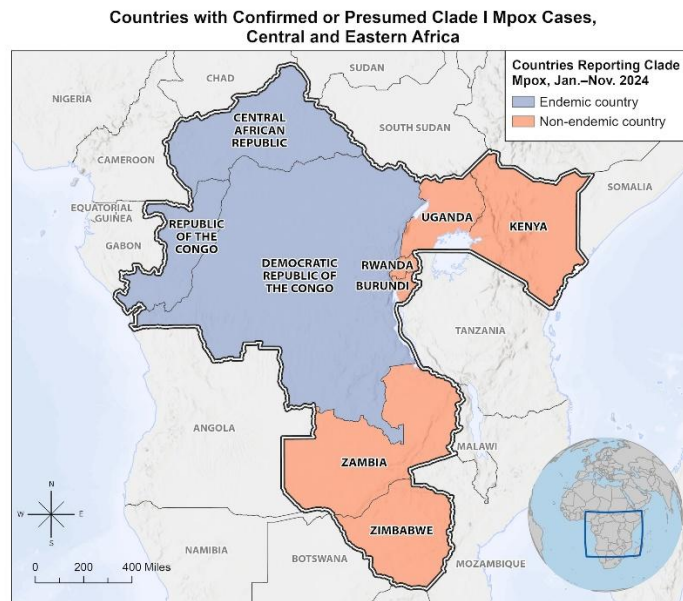 Countries with Confirmed or Presumed Clade I Mpox Cases,
Central and Eastern Africa
Countries Reporting Clade I
Mpox, Jan.–Nov. 2024
Endemic country
Non-endemic country
SUDAN
CHAD
NIGERIA
CENTRAL
AFRICAN
REPUBLIC
SOUTH SUDAN
CAMEROON
SOMALIA
EQUATORIAL
GUINEA
UGANDA
KENYA
REPUBLIC
OF THE
CONGO
GABON
DEMOCRATIC
REPUBLIC OF
THE CONGO
RWANDA
BURUNDI
TANZANIA
ANGOLA
MALAWI
ZAMBIA
ZIMBABWE
NAMIBIA
BOTSWANA
MOZAMBIQUE
N
W
E
S
0 200 400 Miles